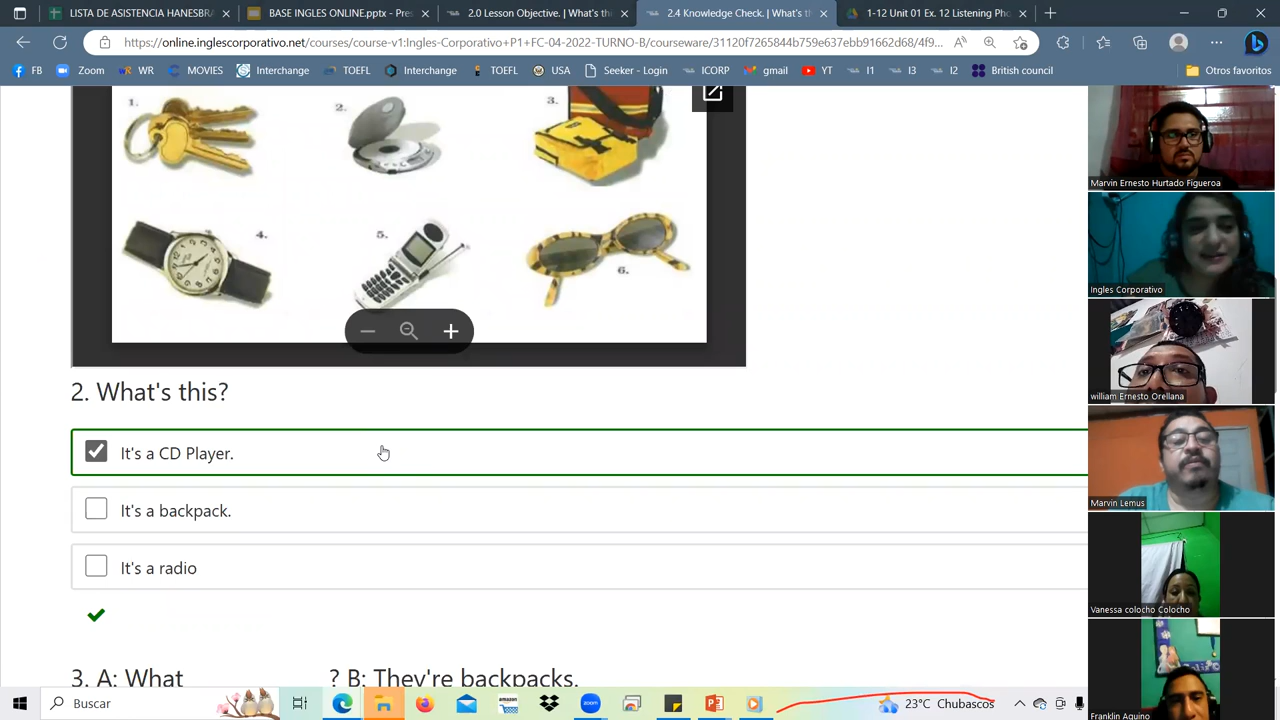 LISTA DE ASISTENCIA HANESBRA
BASE INGLES ONLINE.pptx - Pres
2.0 Lesson Objective. | "What's the
2.4 Knowledge Check. | "What's th
1-12 Unit 01 Ex. 12 Listening Pho
https://online.inglescorporativo.net/courses/course-v1:Ingles-Corporativo+P1+FC-04-2022-TURNO-B/courseware/31120f7265844b759e637ebb91662d68/4f9...
FB
Zoom
WR
MOVIES
Interchange
TOEFL
Interchange
TOEFL
USA
Seeker - Login
ICORP
gmail
YT
I1
I3
I2
British council
Otros favoritos
1.
2.
3.
4.
5.
6.
2. What's this?
It's a CD Player.
It's a backpack.
It's a radio
3. A: What ? B: They're backpacks.
Marvin Ernesto Hurtado Figueroa
Ingles Corporativo
william Ernesto Orellana
Marvin Lemus
Vanessa colocho Colocho
Franklin Aquino
Buscar
23°C Chubascos